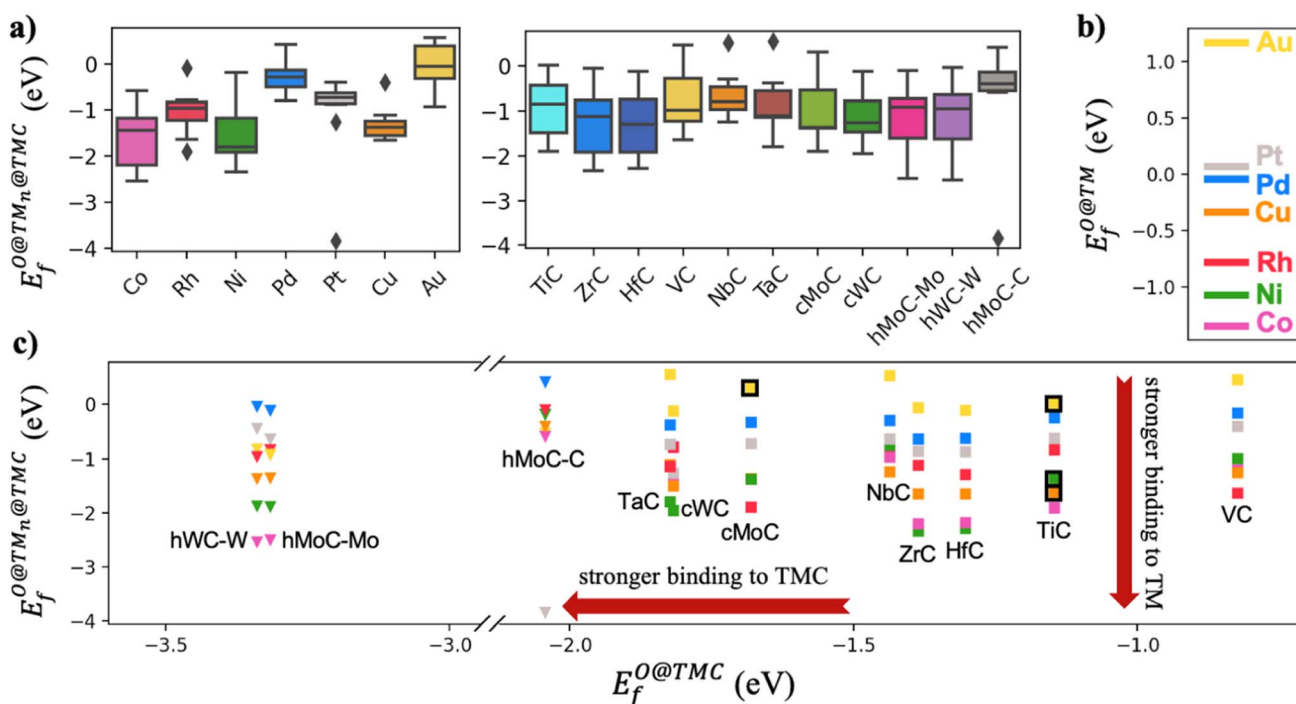 a)
E_f^{O@TM_n@TMC} (eV)
0
−1
−2
−3
−4
Co
Rh
Ni
Pd
Pt
Cu
Au
0
−1
−2
−3
−4
TiC
ZrC
HfC
VC
NbC
TaC
cMoC
cWC
hMoC-Mo
hWC-W
hMoC-C
b)
E_f^{O@TM} (eV)
1.0
0.5
0.0
−0.5
−1.0
Au
Pt
Pd
Cu
Rh
Ni
Co
c)
E_f^{O@TM_n@TMC} (eV)
0
−1
−2
−3
−4
hWC-W
hMoC-Mo
hMoC-C
TaC
cWC
cMoC
NbC
ZrC
HfC
TiC
VC
stronger binding to TMC
stronger binding to TM
−3.5
−3.0
−2.0
−1.5
−1.0
E_f^{O@TMC} (eV)